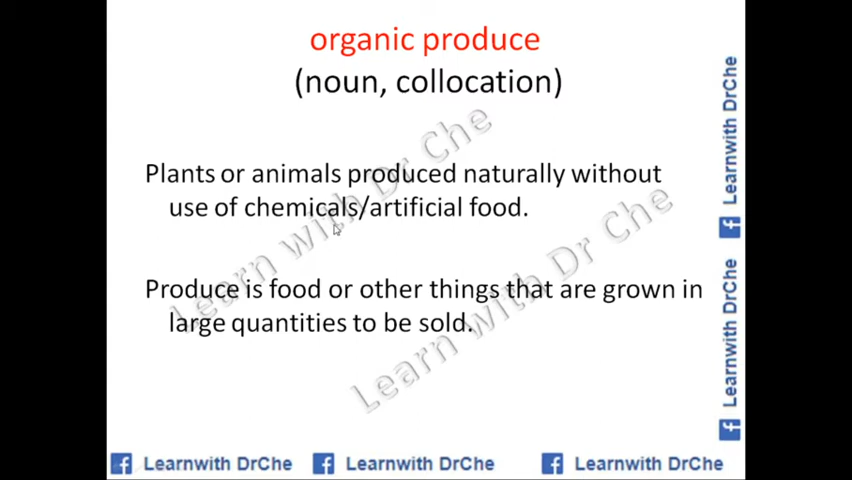 organic produce
(noun, collocation)
Plants or animals produced naturally without
use of chemicals/artificial food.
Produce is food or other things that are grown in
large quantities to be sold.
Learn with Dr Che
Learn with Dr Che
Learnwith DrChe
Learnwith DrChe
Learnwith DrChe Learnwith DrChe Learnwith DrChe